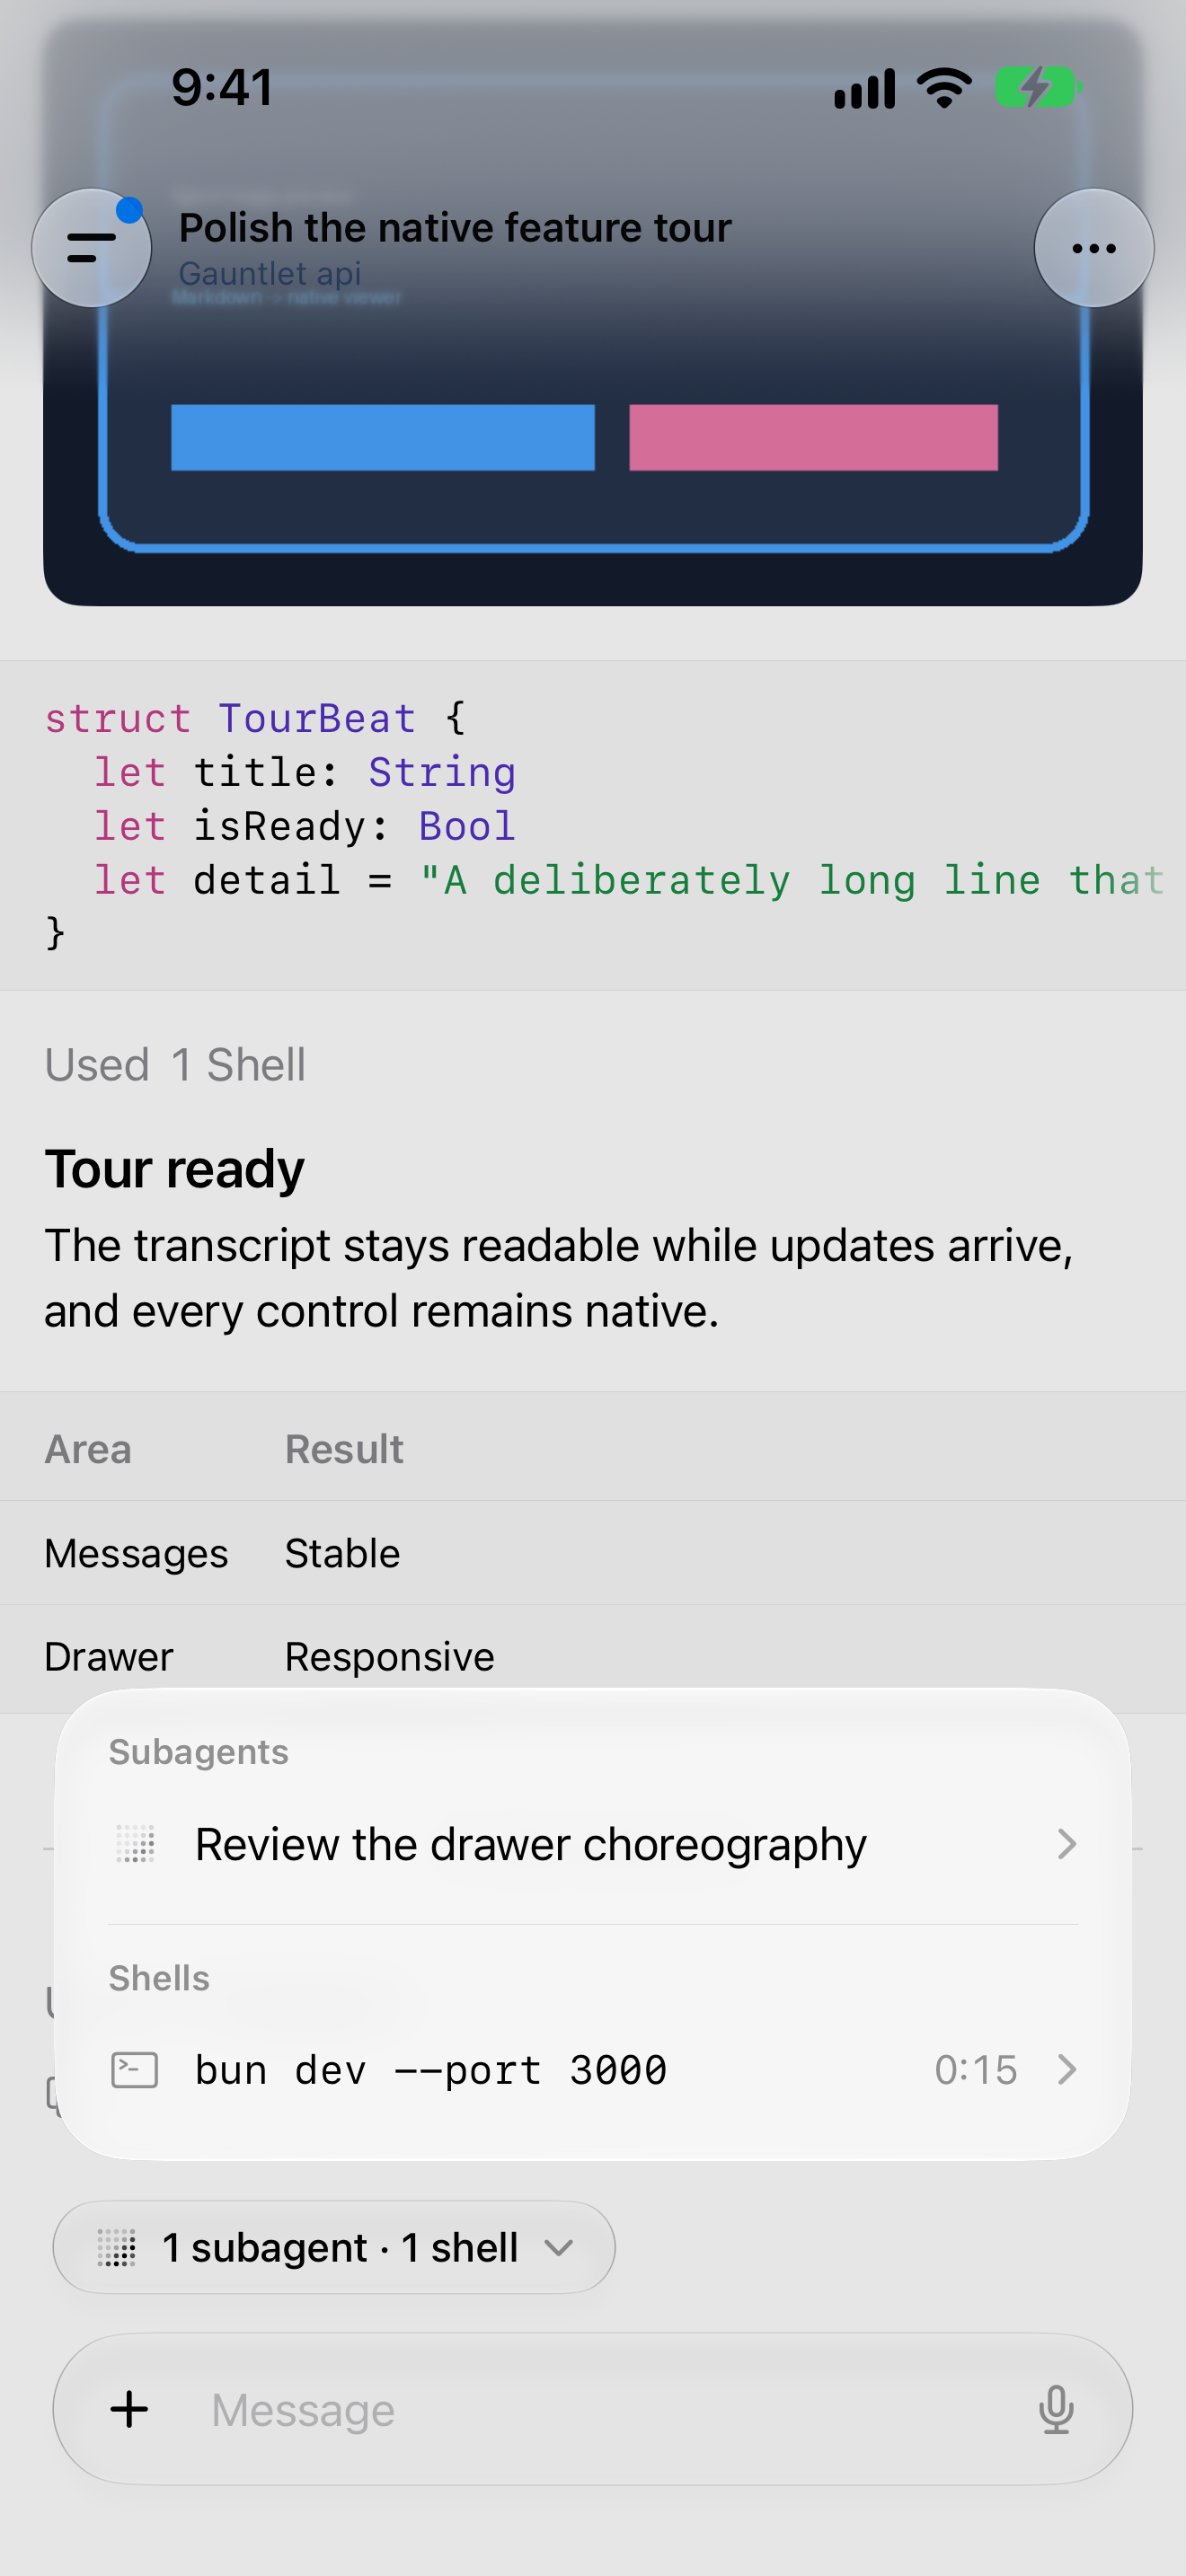 9:41
Polish the native feature tour
Gauntlet api
Markdown -> native viewer
struct TourBeat {
  let title: String
  let isReady: Bool
  let detail = "A deliberately long line that
}
Used 1 Shell
Tour ready
The transcript stays readable while updates arrive,
and every control remains native.
Area Result
Messages Stable
Drawer Responsive
Subagents
Review the drawer choreography
Shells
bun dev --port 3000 0:15
1 subagent · 1 shell
Message